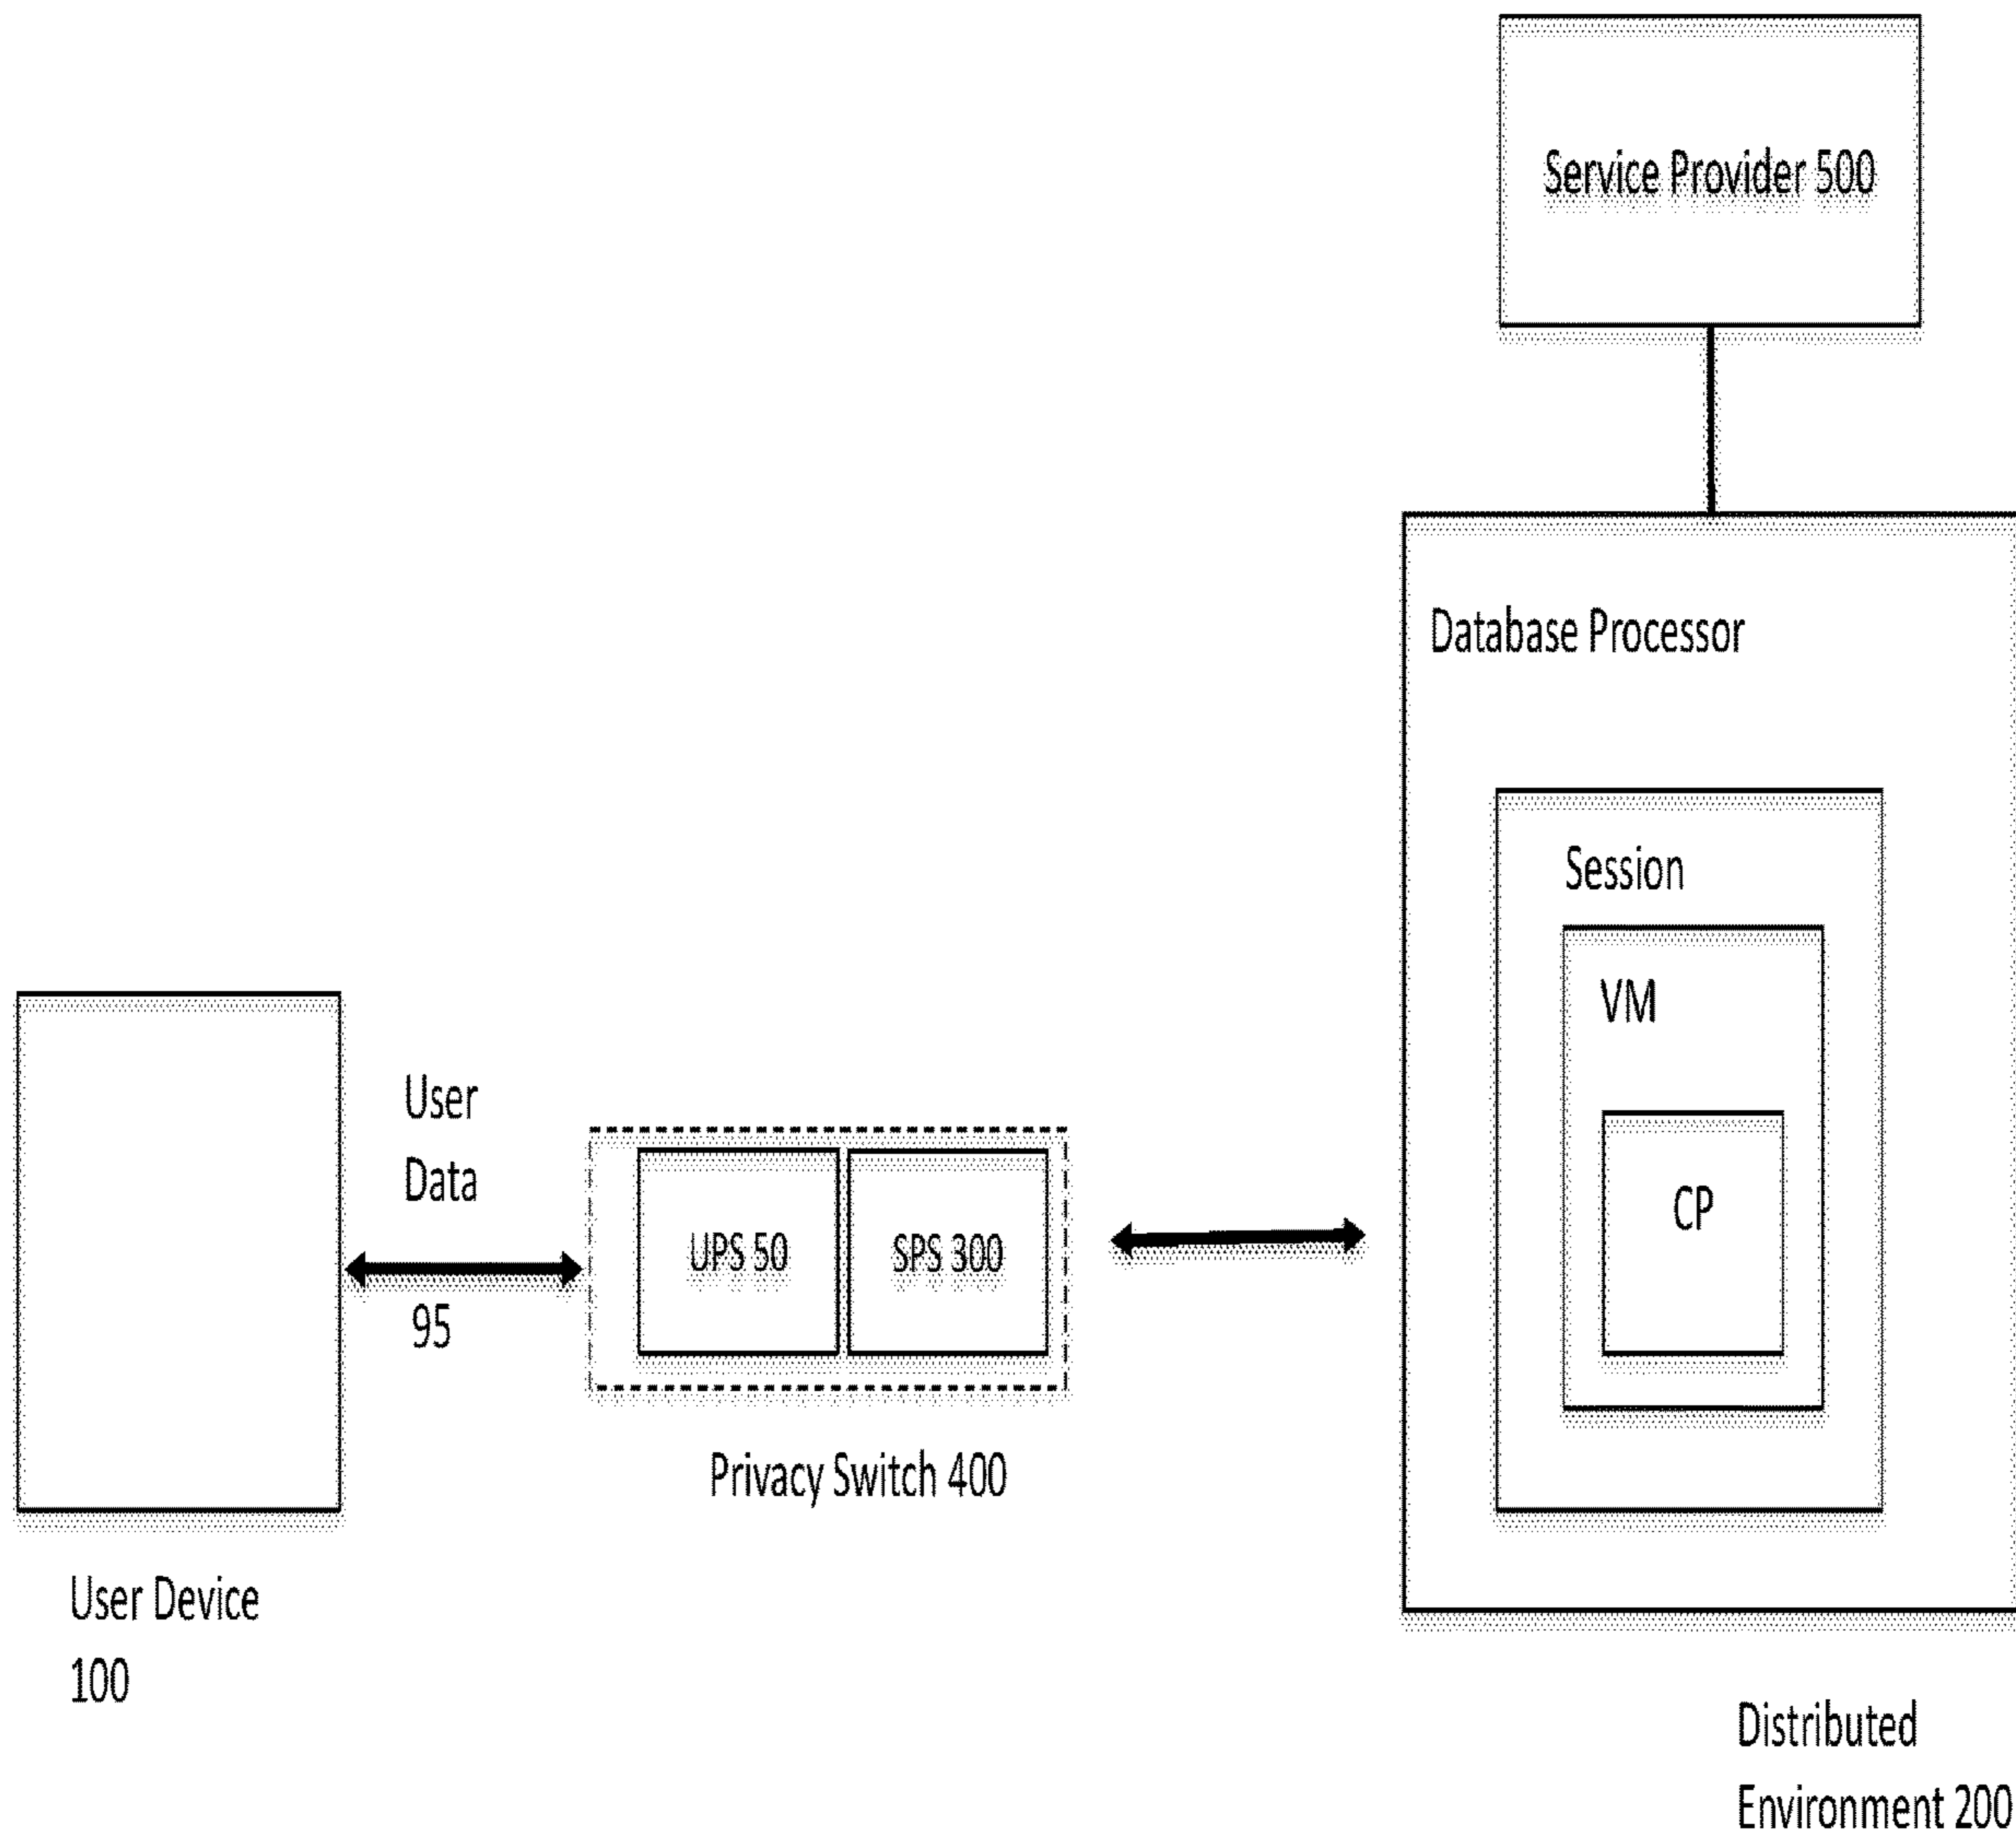 Service Provider 500
Database Processor
Session
VM
CP
User
Data
95
UPS 50
SPS 300
Privacy Switch 400
User Device
100
Distributed
Environment 200